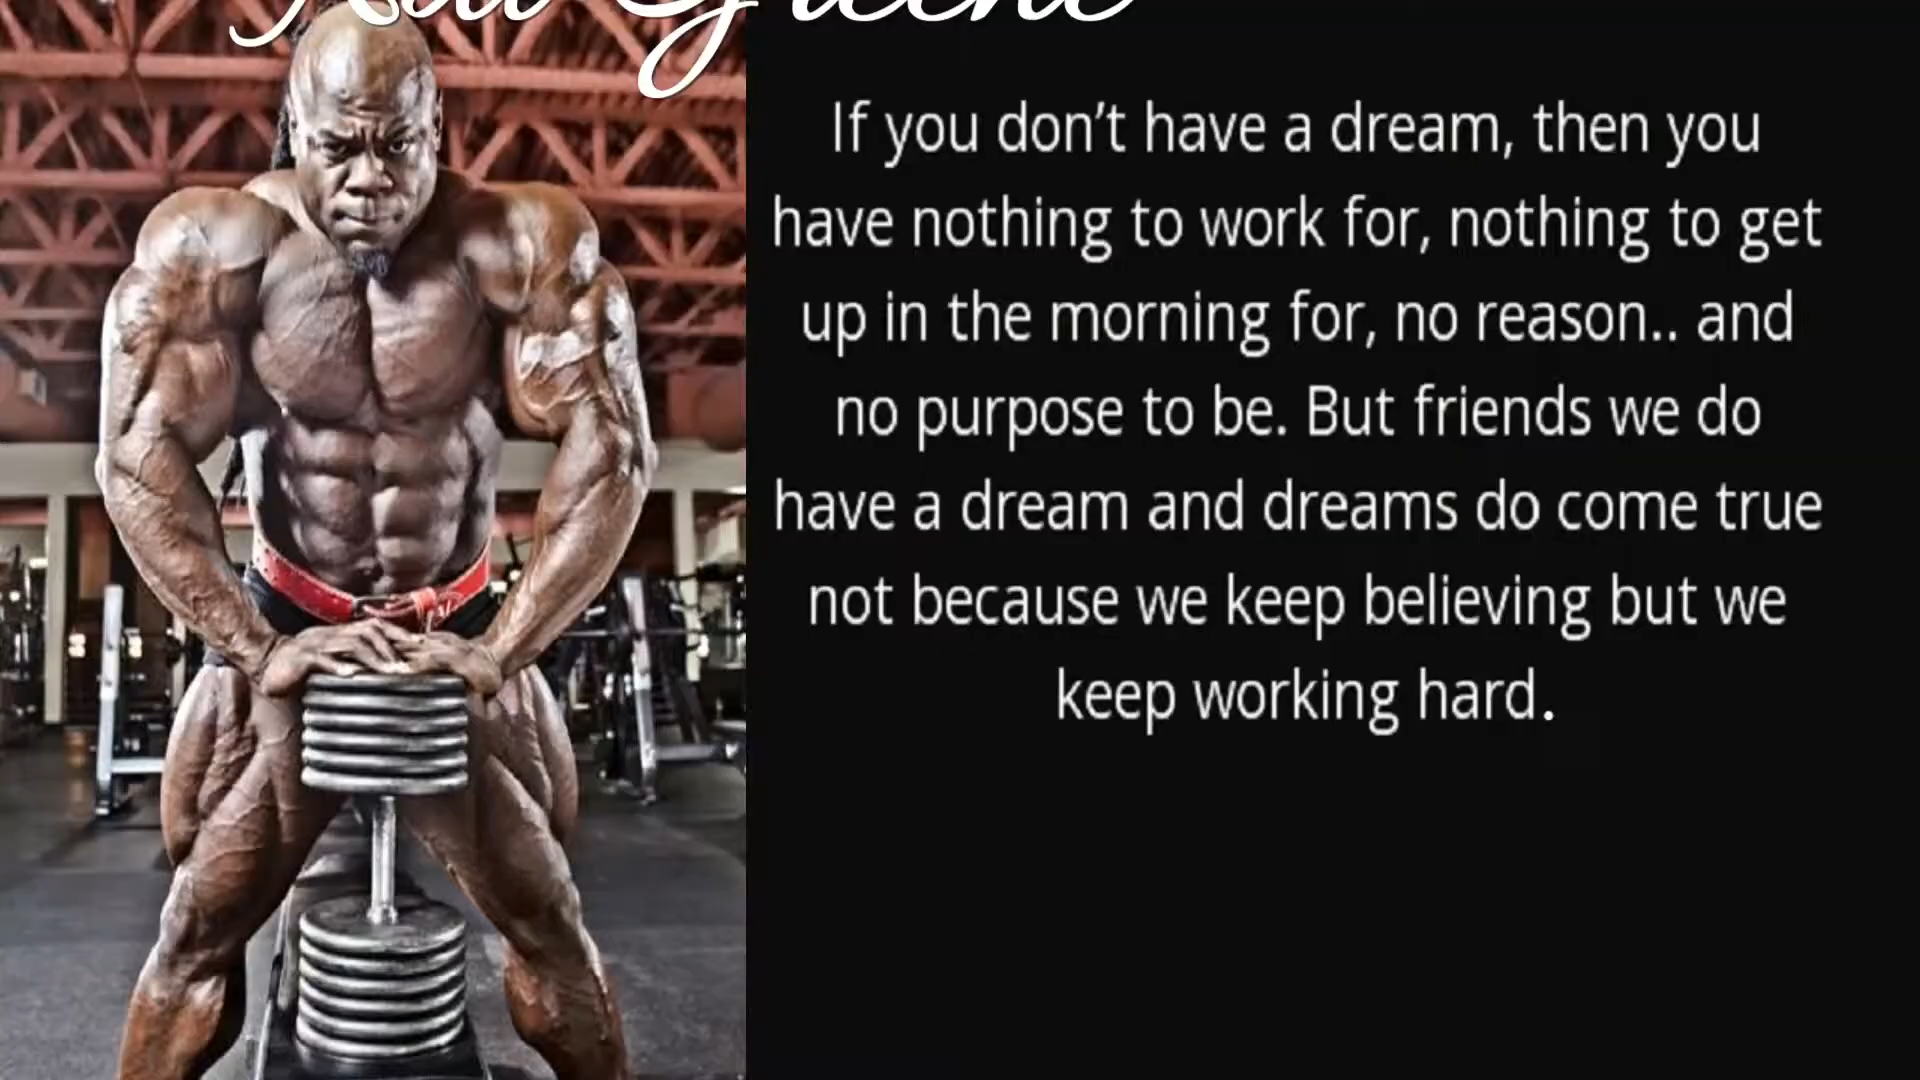 Kai Greene
If you don’t have a dream, then you
have nothing to work for, nothing to get
up in the morning for, no reason.. and
no purpose to be. But friends we do
have a dream and dreams do come true
not because we keep believing but we
keep working hard.